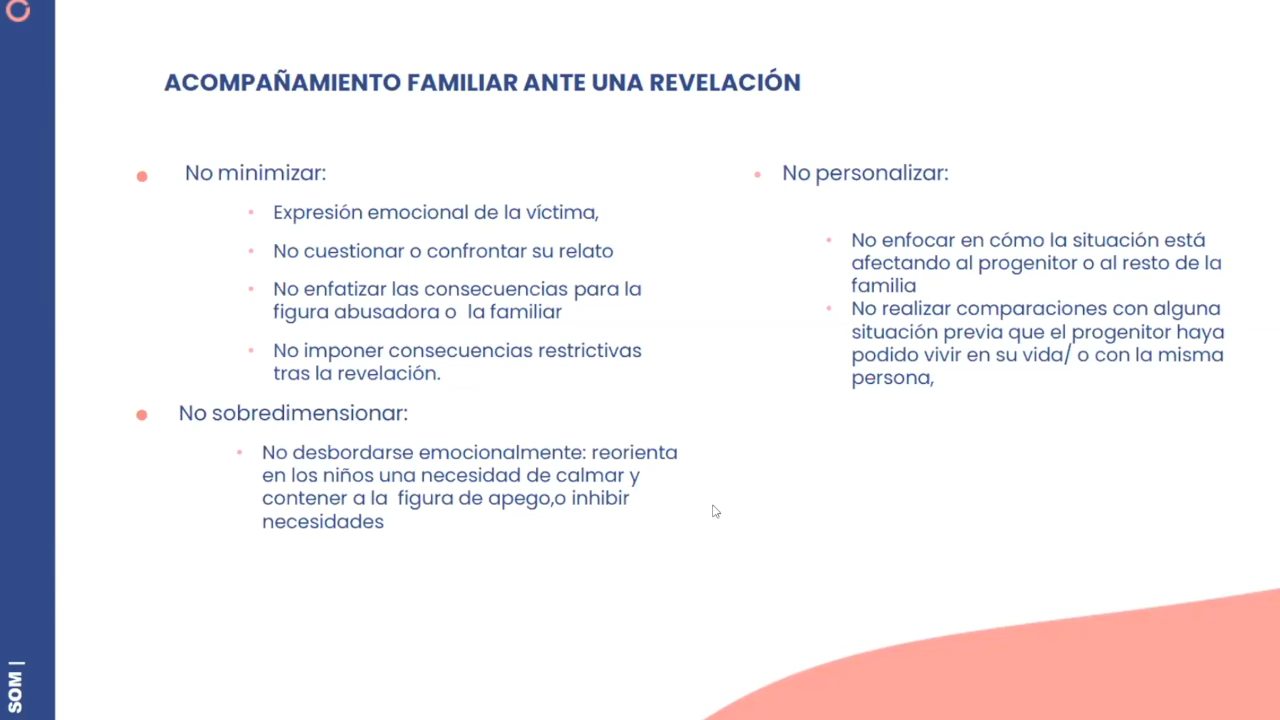 ACOMPAÑAMIENTO FAMILIAR ANTE UNA REVELACIÓN
No minimizar:
Expresión emocional de la víctima,
No cuestionar o confrontar su relato
No enfatizar las consecuencias para la
figura abusadora o la familiar
No imponer consecuencias restrictivas
tras la revelación.
No sobredimensionar:
No desbordarse emocionalmente: reorienta
en los niños una necesidad de calmar y
contener a la figura de apego,o inhibir
necesidades
No personalizar:
No enfocar en cómo la situación está
afectando al progenitor o al resto de la
familia
No realizar comparaciones con alguna
situación previa que el progenitor haya
podido vivir en su vida/ o con la misma
persona,
SOM |